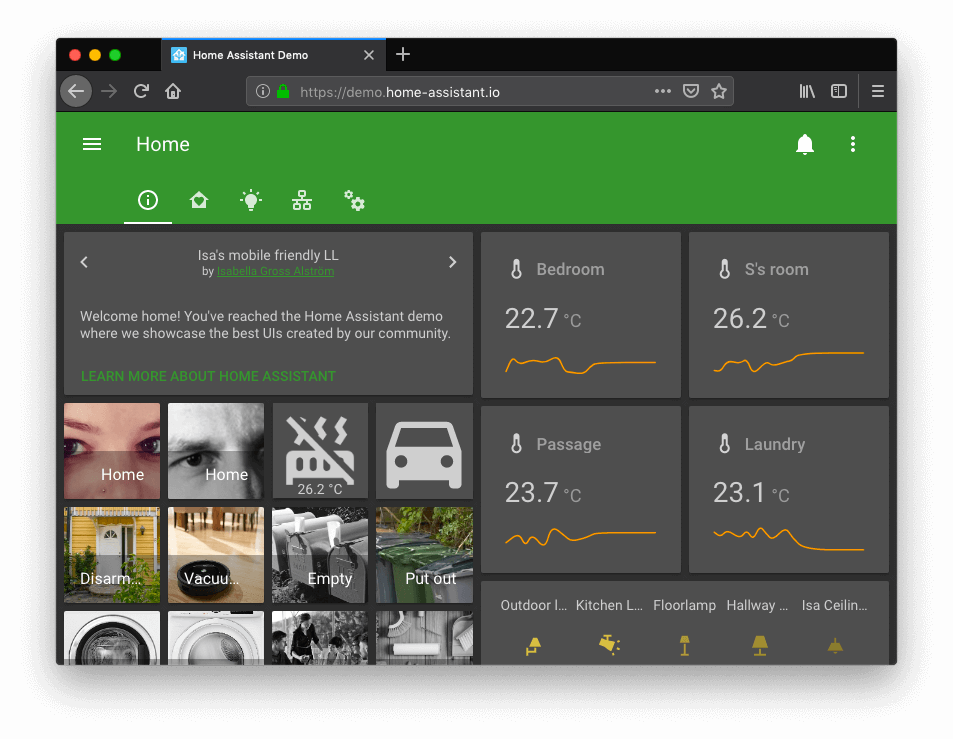 Home Assistant Demo
https://demo.home-assistant.io
Home
Isa's mobile friendly LL
by Isabella Gross Alström
Welcome home! You've reached the Home Assistant demo
where we showcase the best UIs created by our community.
LEARN MORE ABOUT HOME ASSISTANT
Home
Home
26.2 °C
Disarm...
Vacuu...
Empty
Put out
Bedroom
22.7 °C
S's room
26.2 °C
Passage
23.7 °C
Laundry
23.1 °C
Outdoor l...
Kitchen L...
Floorlamp
Hallway ...
Isa Ceilin...